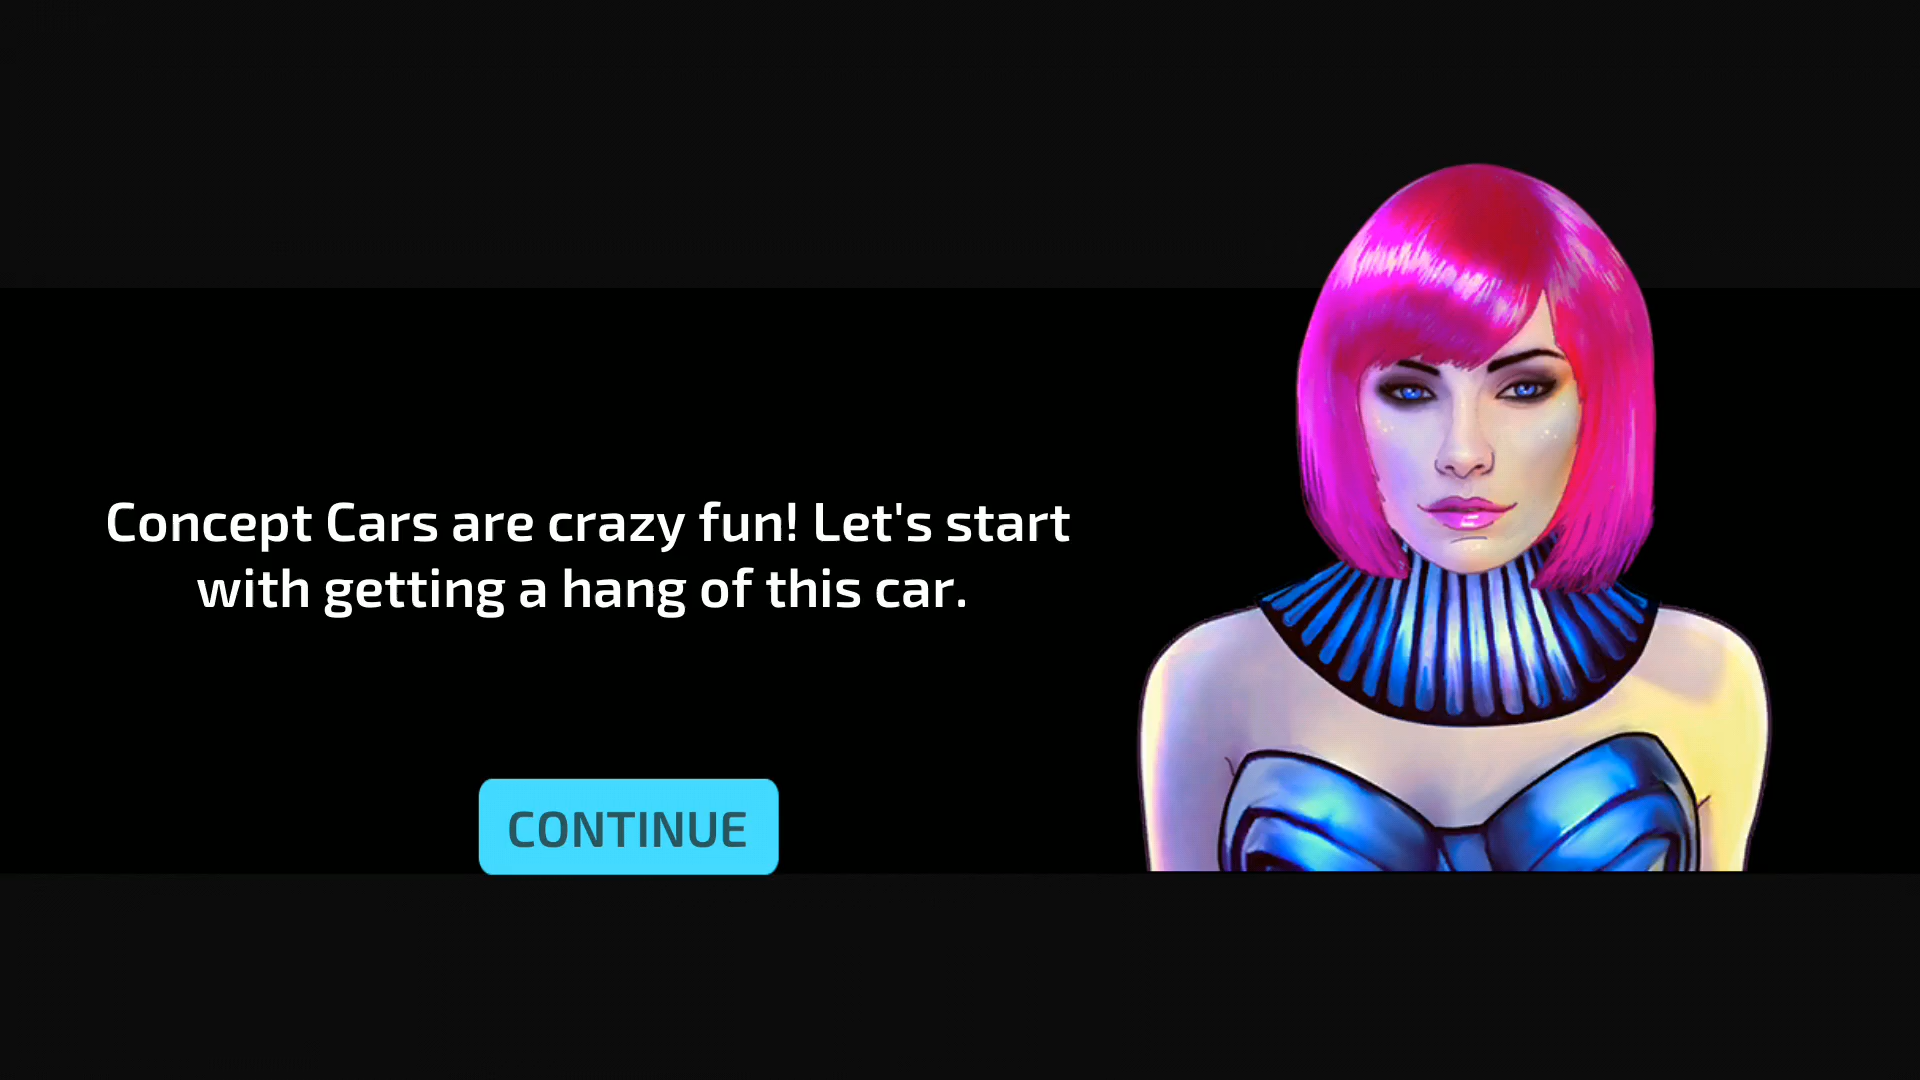 Concept Cars are crazy fun! Let's start
with getting a hang of this car.
CONTINUE